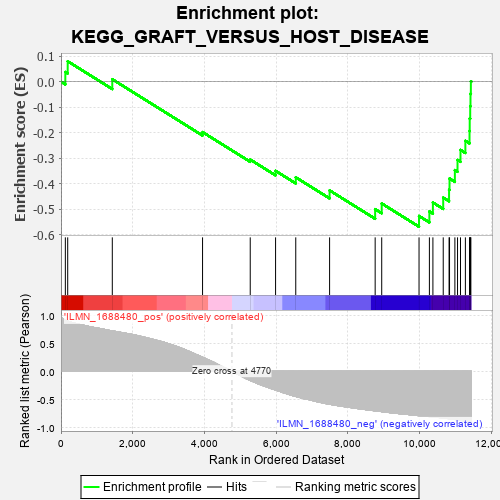 Enrichment plot:
KEGG_GRAFT_VERSUS_HOST_DISEASE
Enrichment score (ES)
0.1
0.0
-0.1
-0.2
-0.3
-0.4
-0.5
-0.6
'ILMN_1688480_pos' (positively correlated)
Ranked list metric (Pearson)
1.0
0.5
0.0
-0.5
-1.0
Zero cross at 4770
'ILMN_1688480_neg' (negatively correlated)
0
2,000
4,000
6,000
8,000
10,000
12,000
Rank in Ordered Dataset
Enrichment profile
Hits
Ranking metric scores